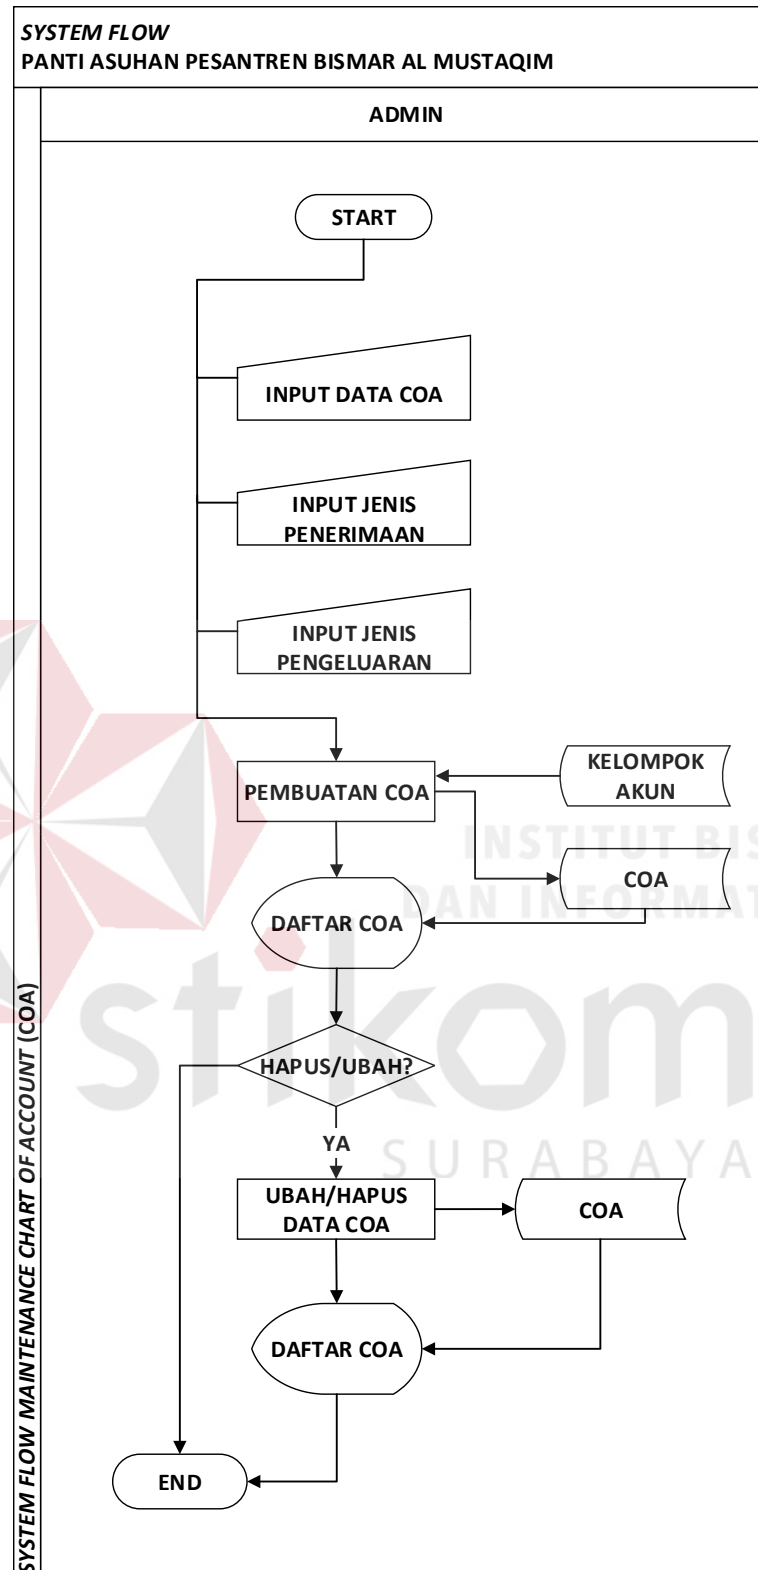 SYSTEM FLOW
PANTI ASUHAN PESANTREN BISMAR AL MUSTAQIM
ADMIN
START
INPUT DATA COA
INPUT JENIS
PENERIMAAN
INPUT JENIS
PENGELUARAN
PEMBUATAN COA
KELOMPOK
AKUN
COA
DAFTAR COA
HAPUS/UBAH?
YA
UBAH/HAPUS
DATA COA
COA
DAFTAR COA
END
SYSTEM FLOW MAINTENANCE CHART OF ACCOUNT (COA)
INSTITUT BIS
DAN INFORMAT
stikom
SURABAYA